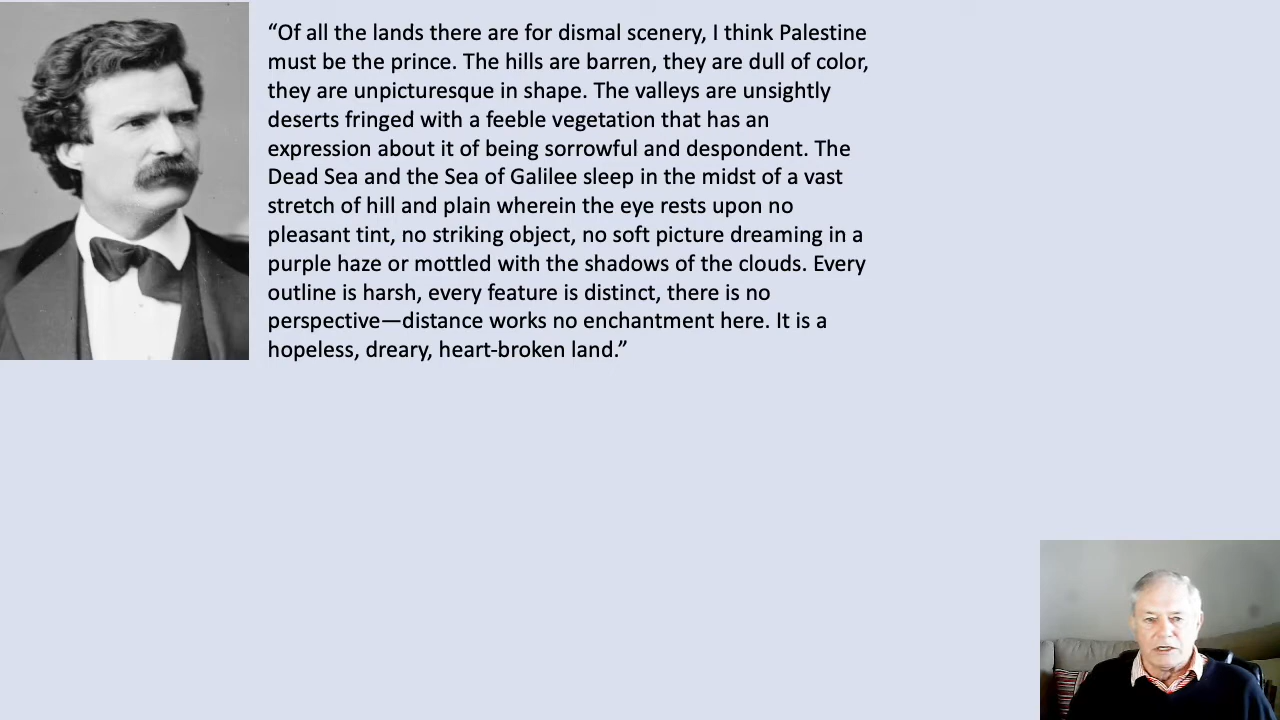 “Of all the lands there are for dismal scenery, I think Palestine
must be the prince. The hills are barren, they are dull of color,
they are unpicturesque in shape. The valleys are unsightly
deserts fringed with a feeble vegetation that has an
expression about it of being sorrowful and despondent. The
Dead Sea and the Sea of Galilee sleep in the midst of a vast
stretch of hill and plain wherein the eye rests upon no
pleasant tint, no striking object, no soft picture dreaming in a
purple haze or mottled with the shadows of the clouds. Every
outline is harsh, every feature is distinct, there is no
perspective—distance works no enchantment here. It is a
hopeless, dreary, heart-broken land.”